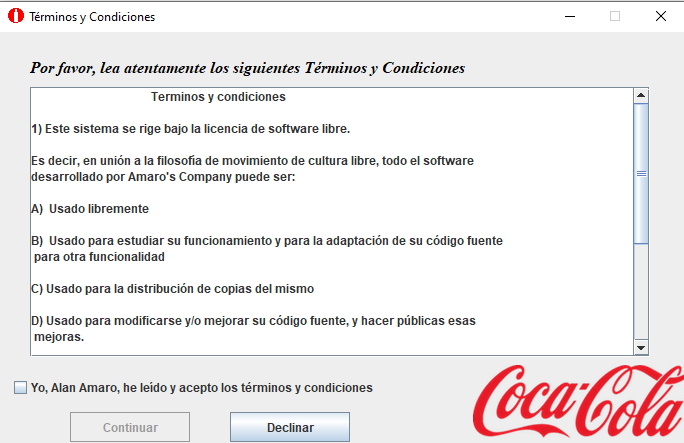 Términos y Condiciones
Por favor, lea atentamente los siguientes Términos y Condiciones
Terminos y condiciones
1) Este sistema se rige bajo la licencia de software libre.
Es decir, en unión a la filosofía de movimiento de cultura libre, todo el software
desarrollado por Amaro's Company puede ser:
A)  Usado libremente
B)  Usado para estudiar su funcionamiento y para la adaptación de su código fuente
para otra funcionalidad
C) Usado para la distribución de copias del mismo
D) Usado para modificarse y/o mejorar su código fuente, y hacer públicas esas
mejoras.
Yo, Alan Amaro, he leído y acepto los términos y condiciones
Continuar
Declinar
Coca-Cola